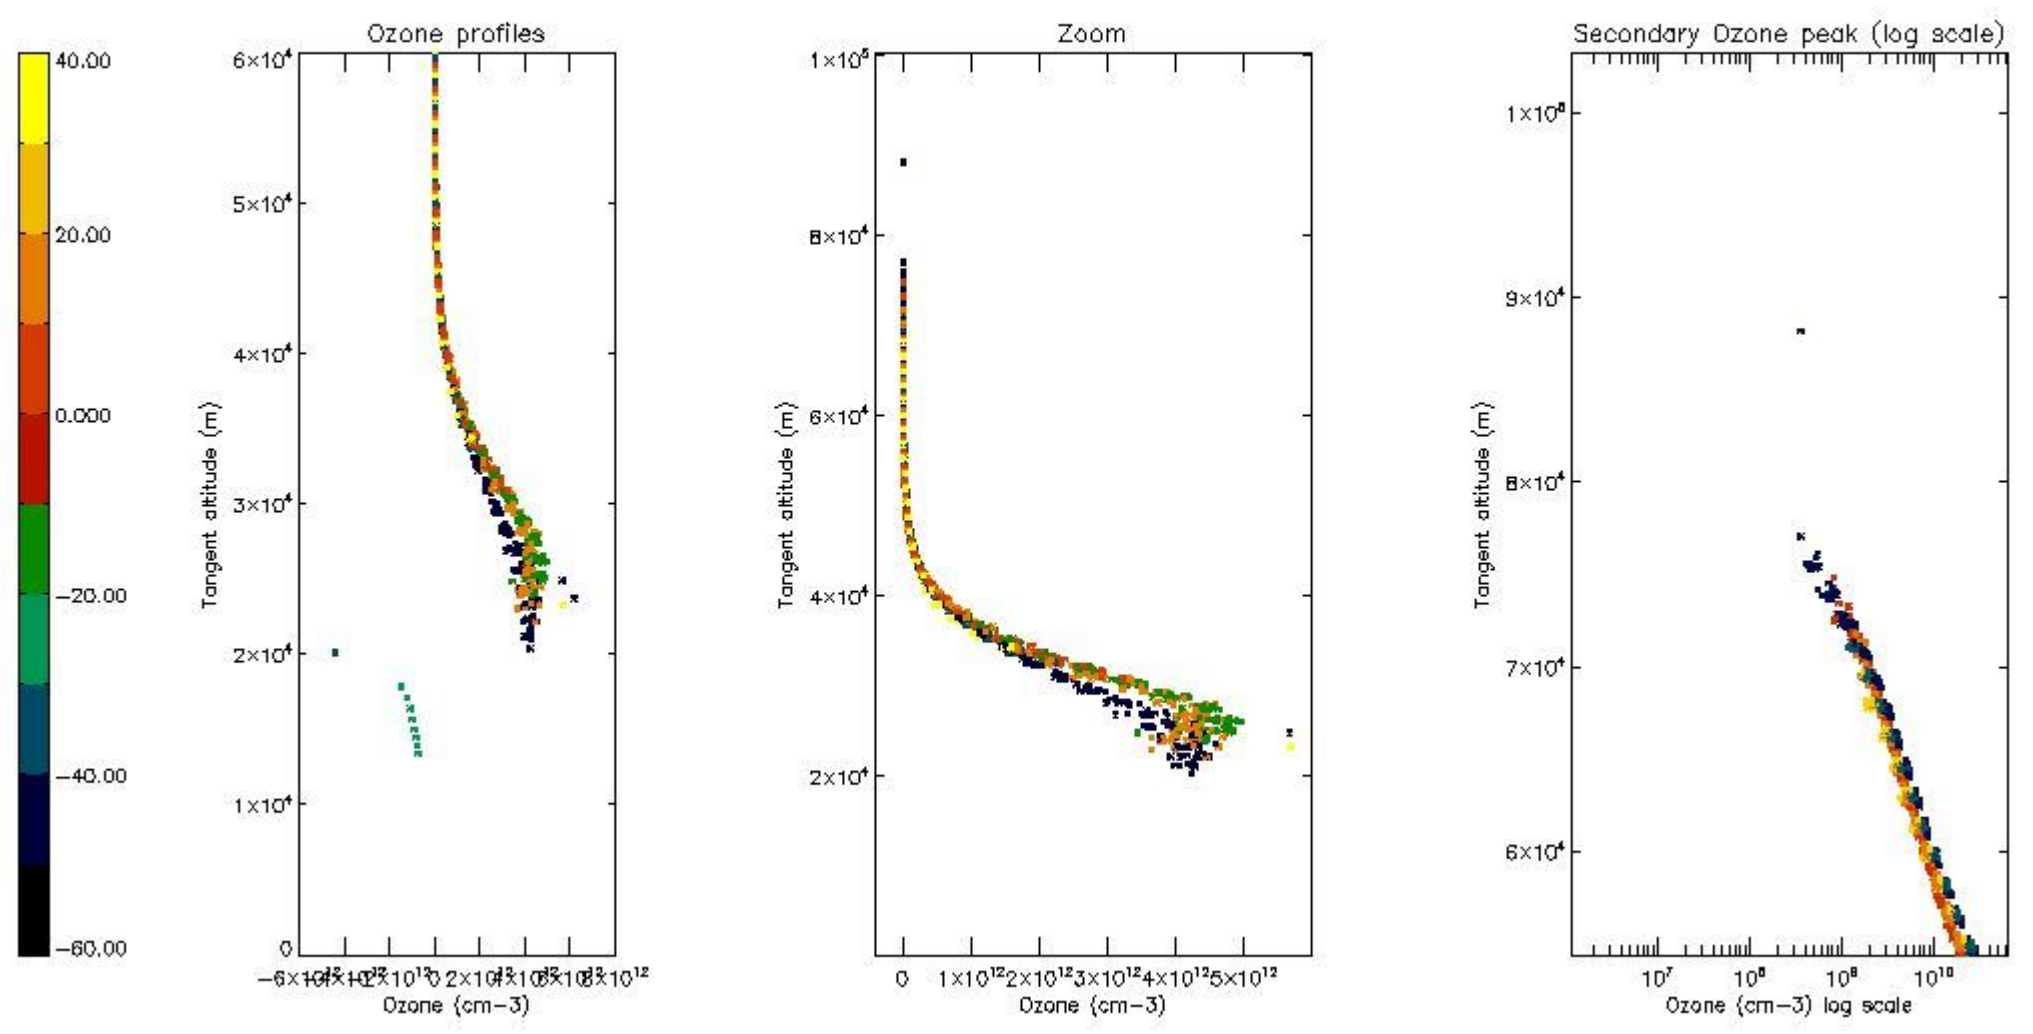 Ozone profiles
Zoom
Secondary Ozone peak (log scale)
40.00
20.00
0.000
−20.00
−40.00
−60.00
6×10⁴
5×10⁴
4×10⁴
3×10⁴
2×10⁴
1×10⁴
0
Tangent altitude (m)
0
Ozone (cm−3)
8×10⁴
6×10⁴
4×10⁴
2×10⁴
Tangent altitude (m)
0 1×10¹² 2×10¹² 3×10¹² 4×10¹² 5×10¹²
Ozone (cm−3)
9×10⁴
8×10⁴
7×10⁴
6×10⁴
Tangent altitude (m)
10⁷ 10⁸ 10⁹ 10¹⁰
Ozone (cm−3) log scale